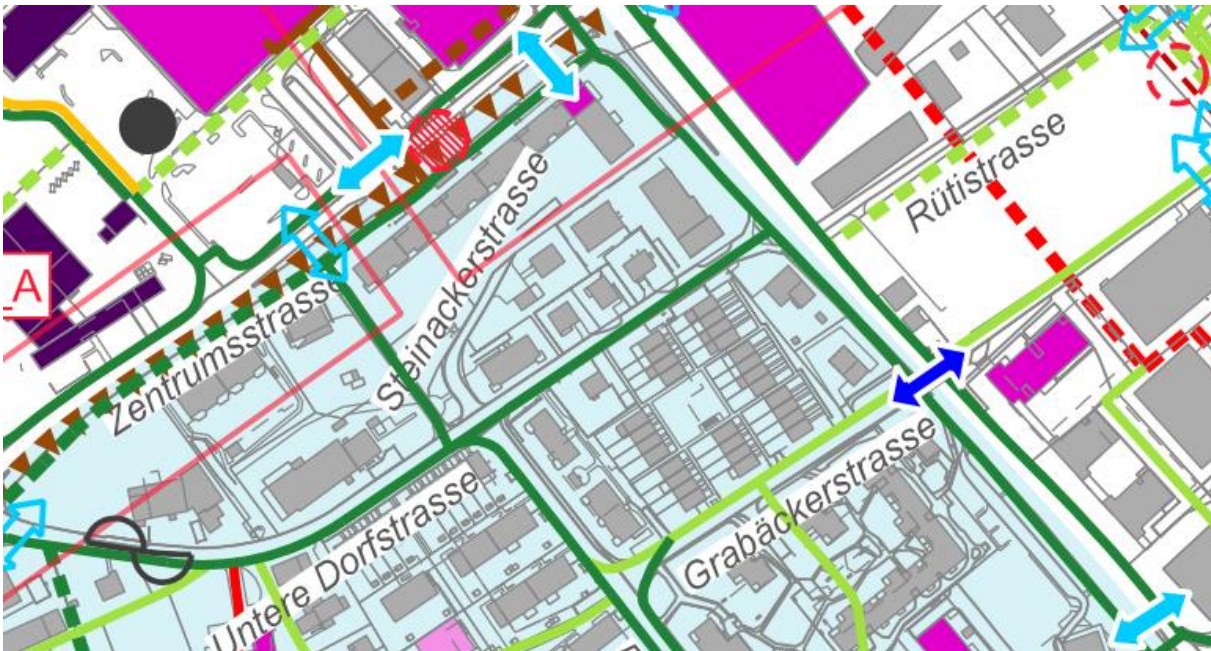 Rütistrasse
A
Zentrumsstrasse
Steinackerstrasse
Grabäckerstrasse
Untere Dorfstrasse